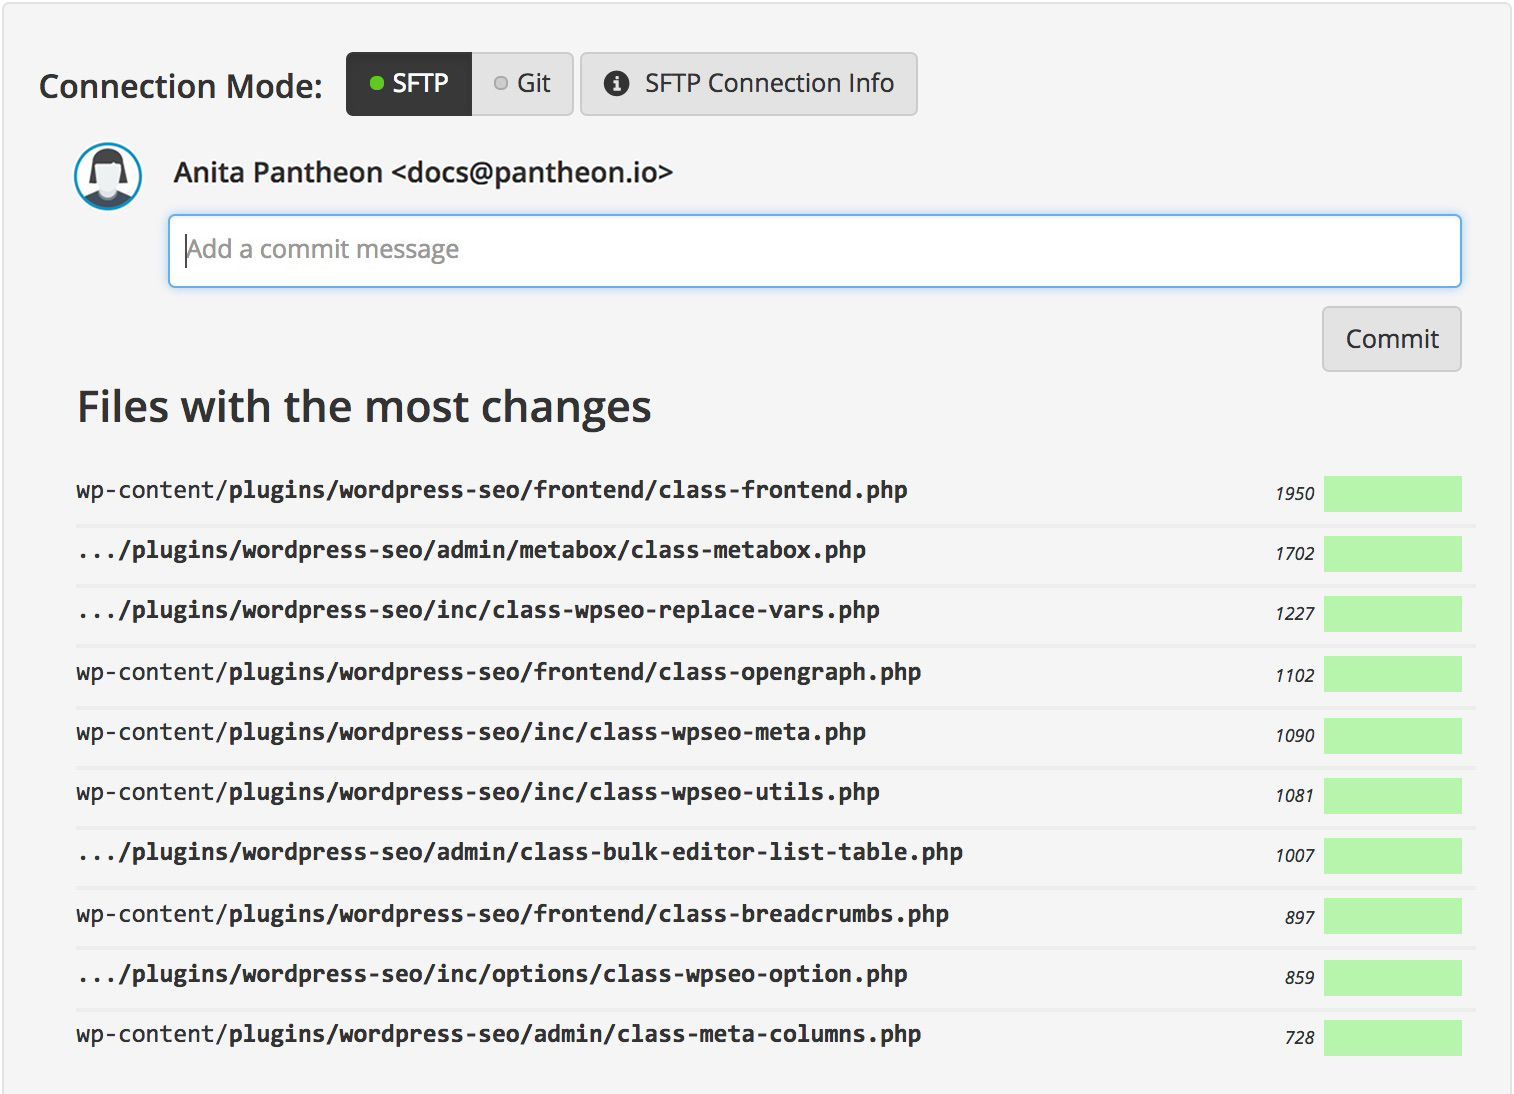 Connection Mode: SFTP Git SFTP Connection Info
Anita Pantheon <docs@pantheon.io>
Add a commit message
Commit
Files with the most changes
wp-content/plugins/wordpress-seo/frontend/class-frontend.php 1950
.../plugins/wordpress-seo/admin/metabox/class-metabox.php 1702
.../plugins/wordpress-seo/inc/class-wpseo-replace-vars.php 1227
wp-content/plugins/wordpress-seo/frontend/class-opengraph.php 1102
wp-content/plugins/wordpress-seo/inc/class-wpseo-meta.php 1090
wp-content/plugins/wordpress-seo/inc/class-wpseo-utils.php 1081
.../plugins/wordpress-seo/admin/class-bulk-editor-list-table.php 1007
wp-content/plugins/wordpress-seo/frontend/class-breadcrumbs.php 897
.../plugins/wordpress-seo/inc/options/class-wpseo-option.php 859
wp-content/plugins/wordpress-seo/admin/class-meta-columns.php 728